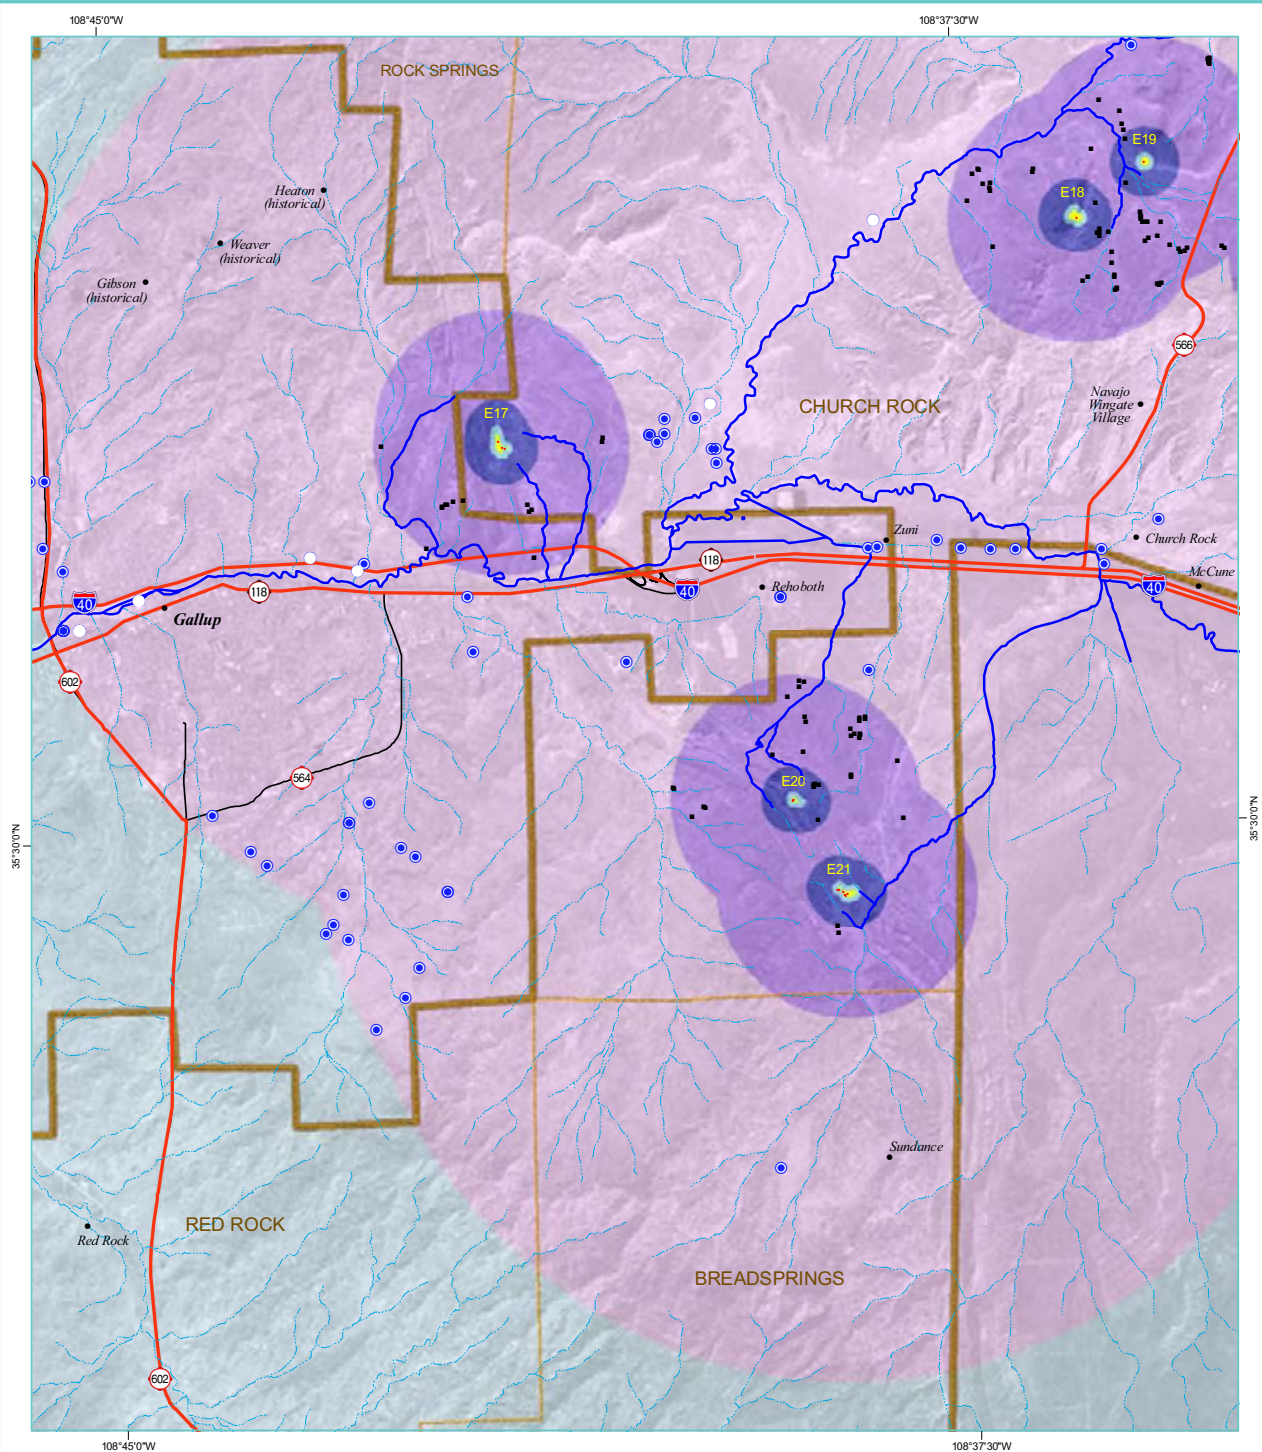 108°45'0"W
108°37'30"W
ROCK SPRINGS
E19
E18
Heaton
(historical)
Weaver
(historical)
Gibson
(historical)
566
Navajo
Wingate
Village
CHURCH ROCK
E17
Zuni
Church Rock
118
McCune
Rehoboth
40
40
40
118
Gallup
602
564
E20
35°30'0"N
35°30'0"N
E21
Sundance
Red Rock
RED ROCK
BREADSPRINGS
602
108°45'0"W
108°37'30"W